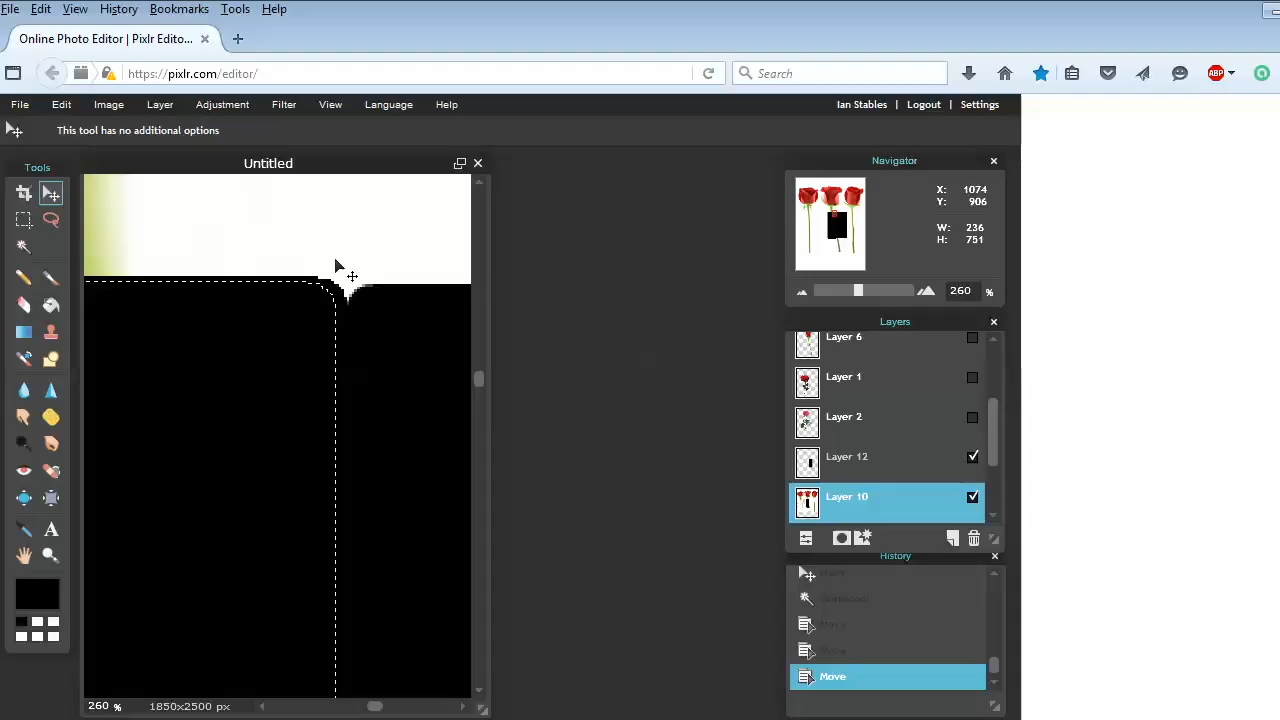 File Edit View History Bookmarks Tools Help
Online Photo Editor | Pixlr Edito...
https://pixlr.com/editor/ Search ABP
File Edit Image Layer Adjustment Filter View Language Help Ian Stables | Logout | Settings
This tool has no additional options
Tools
Untitled
A
260 % 1850x2500 px
Navigator
X: 1074
Y: 906
W: 236
H: 751
260 %
Layers
Layer 6
Layer 1
Layer 2
Layer 12
Layer 10
History
Move